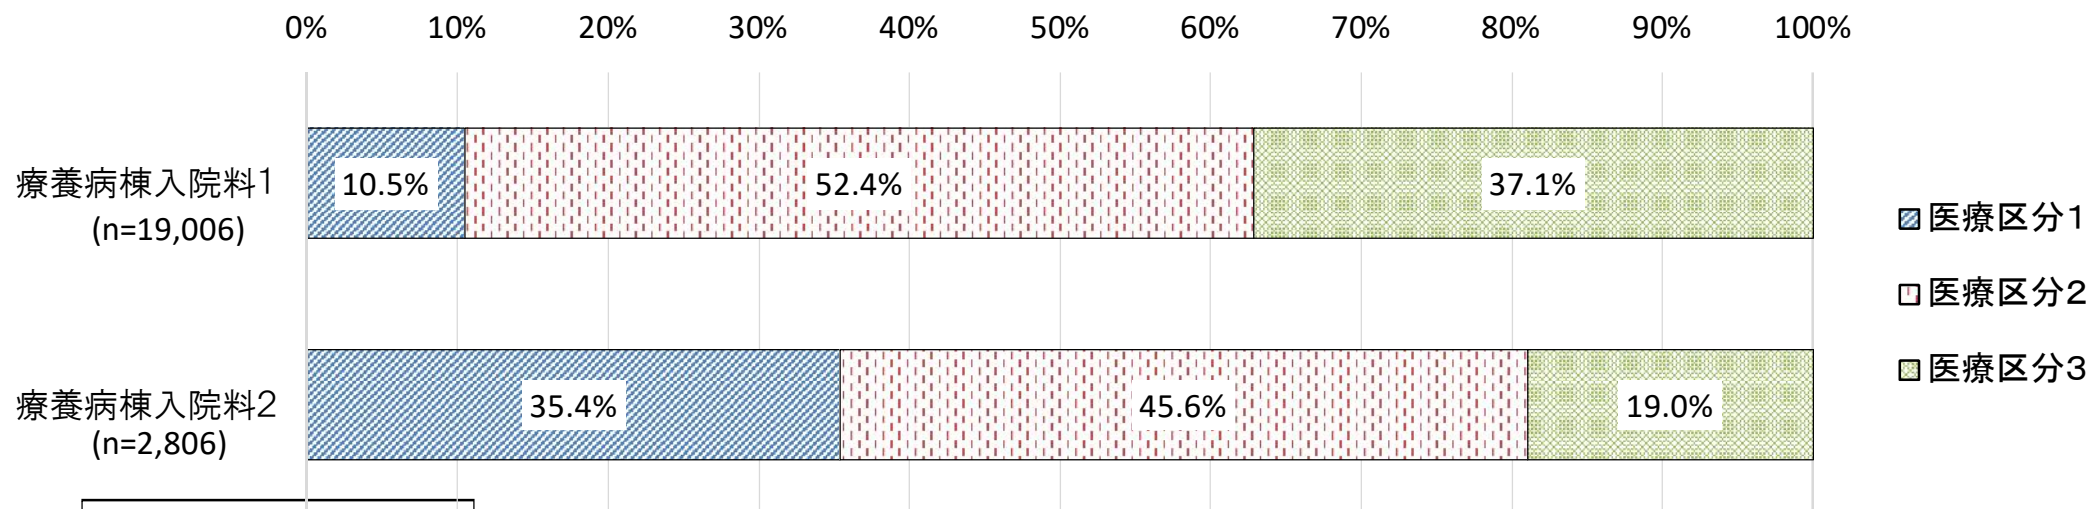 0% 10% 20% 30% 40% 50% 60% 70% 80% 90% 100%
療養病棟入院料1
(n=19,006)
10.5% 52.4% 37.1%
療養病棟入院料2
(n=2,806)
35.4% 45.6% 19.0%
医療区分1
医療区分2
医療区分3